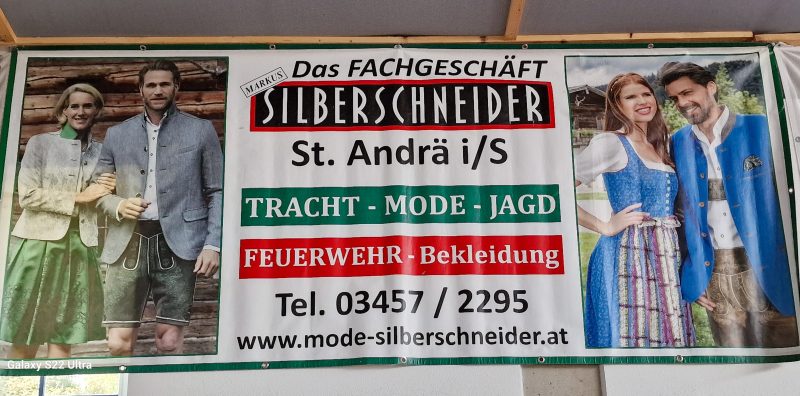 Das FACHGESCHÄFT
MARKUS
SILBERSCHNEIDER
St. Andrä i/S
TRACHT - MODE - JAGD
FEUERWEHR - Bekleidung
Tel. 03457 / 2295
www.mode-silberschneider.at
Galaxy S22 Ultra